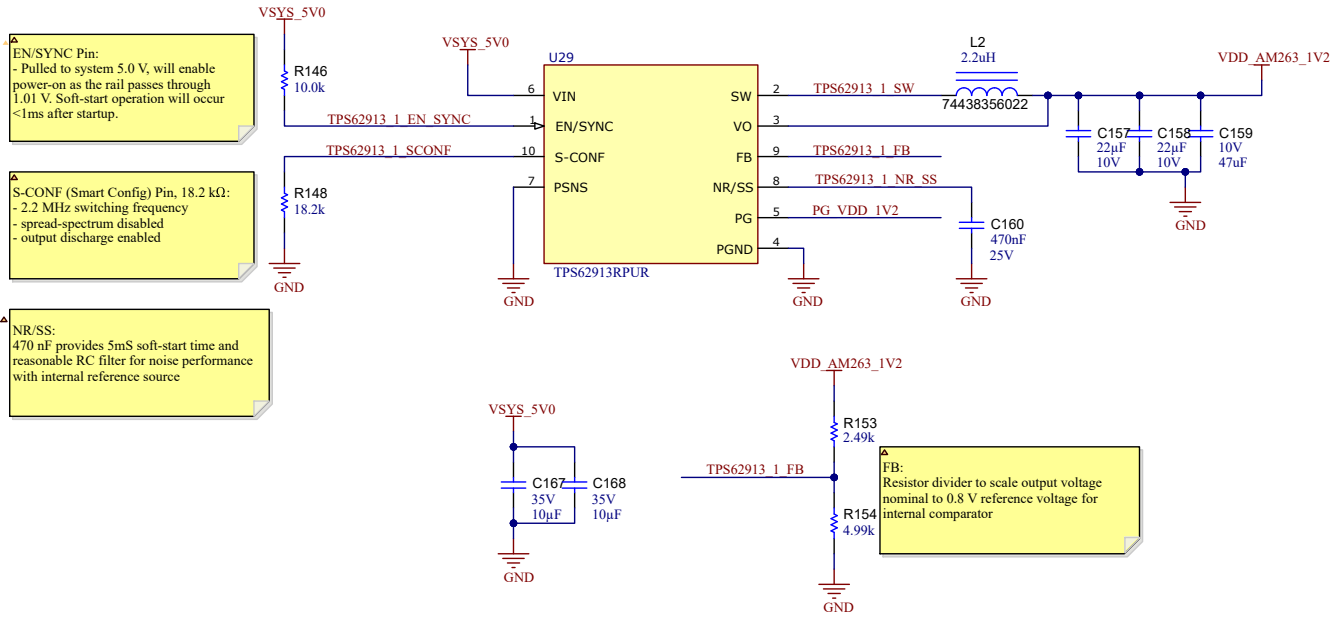 VSYS_5V0
EN/SYNC Pin:
- Pulled to system 5.0 V, will enable
power-on as the rail passes through
1.01 V. Soft-start operation will occur
<1ms after startup.
R146
10.0k
TPS62913_1_EN_SYNC
TPS62913_1_SCONF
S-CONF (Smart Config) Pin, 18.2 kΩ:
- 2.2 MHz switching frequency
- spread-spectrum disabled
- output discharge enabled
R148
18.2k
GND
NR/SS:
470 nF provides 5mS soft-start time and
reasonable RC filter for noise performance
with internal reference source
VSYS_5V0
U29
6 VIN
1 EN/SYNC
10 S-CONF
7 PSNS
SW 2
VO 3
FB 9
NR/SS 8
PG 5
PGND 4
TPS62913RPUR
GND
TPS62913_1_SW
TPS62913_1_FB
TPS62913_1_NR_SS
PG_VDD_1V2
GND
L2
2.2uH
74438356022
VDD_AM263_1V2
C157
22µF
10V
C158
22µF
10V
C159
10V
47uF
GND
C160
470nF
25V
GND
VSYS_5V0
C167
35V
10µF
C168
35V
10µF
GND
VDD_AM263_1V2
R153
2.49k
TPS62913_1_FB
R154
4.99k
GND
FB:
Resistor divider to scale output voltage
nominal to 0.8 V reference voltage for
internal comparator